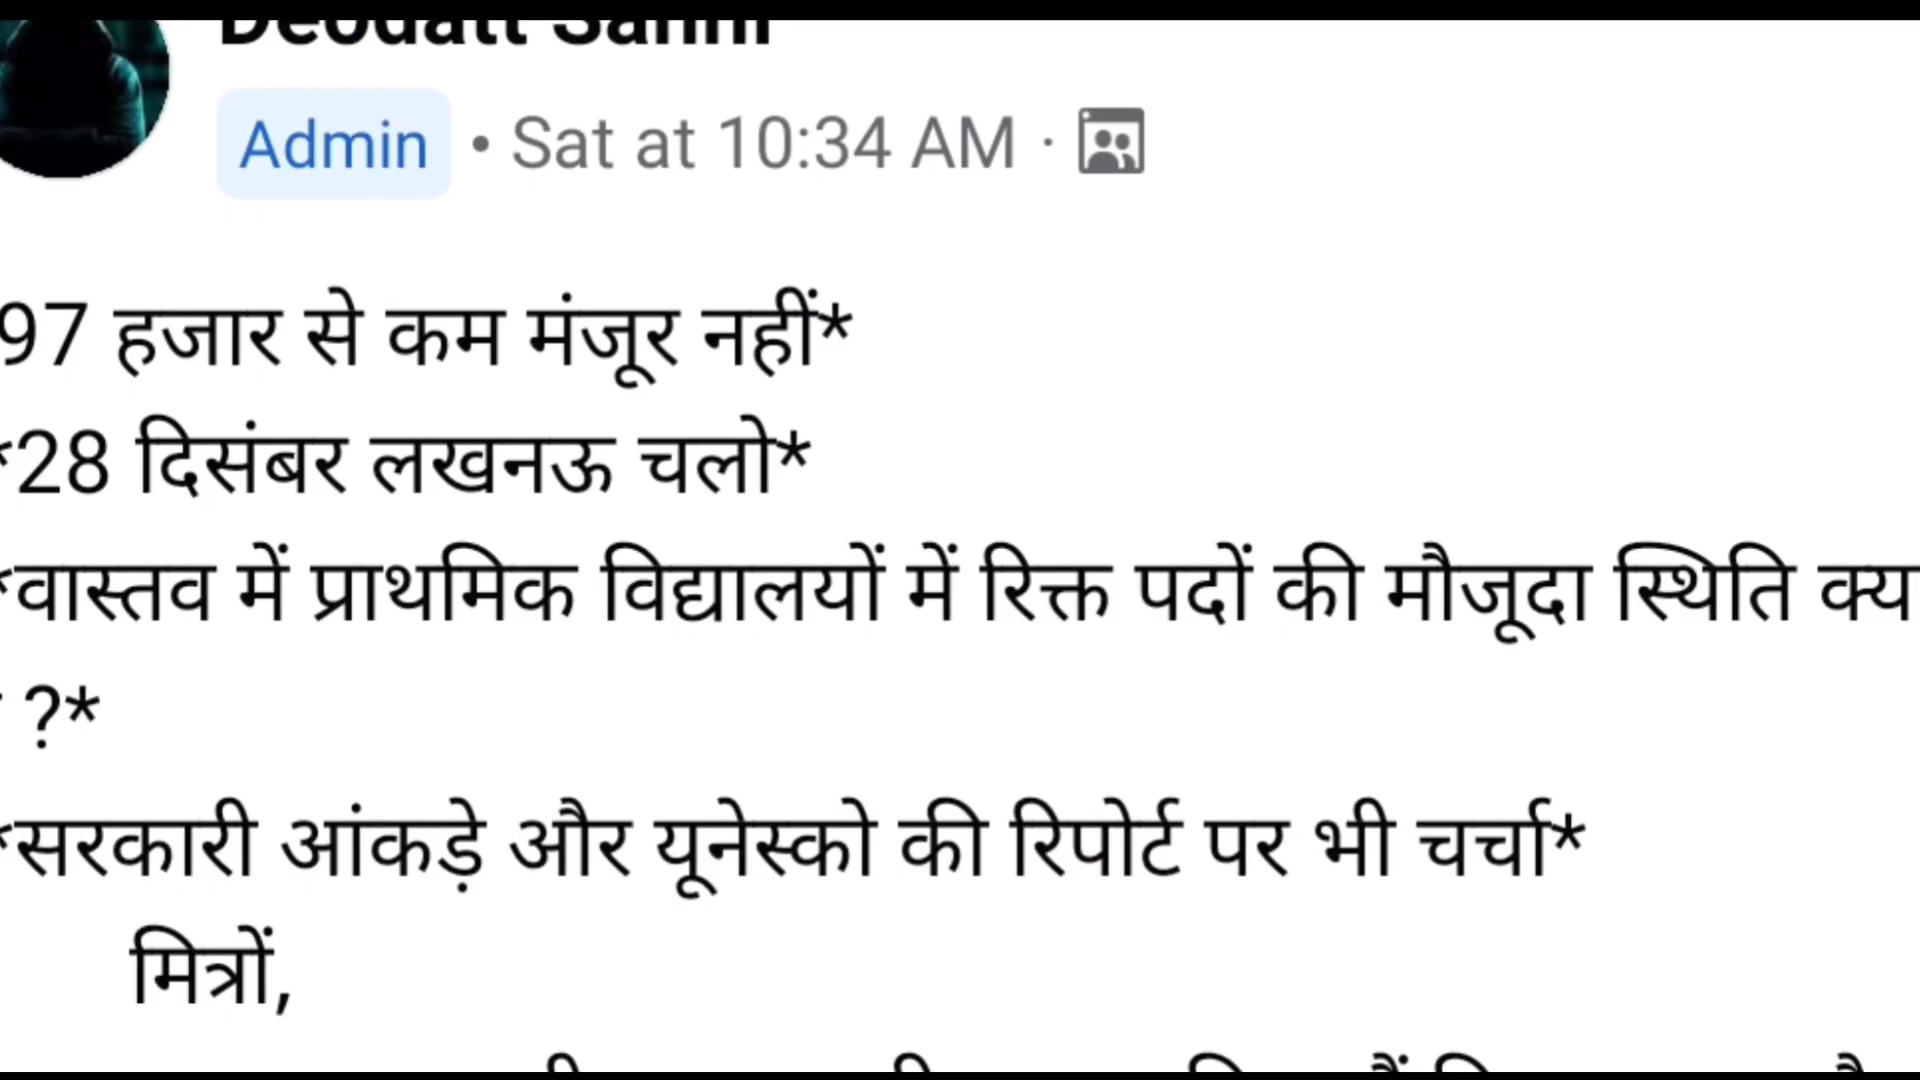 Admin • Sat at 10:34 AM ·
97 हजार से कम मंजूर नहीं*
*28 दिसंबर लखनऊ चलो*
*वास्तव में प्राथमिक विद्यालयों में रिक्त पदों की मौजूदा स्थिति क्य
?*
*सरकारी आंकड़े और यूनेस्को की रिपोर्ट पर भी चर्चा*
मित्रों,